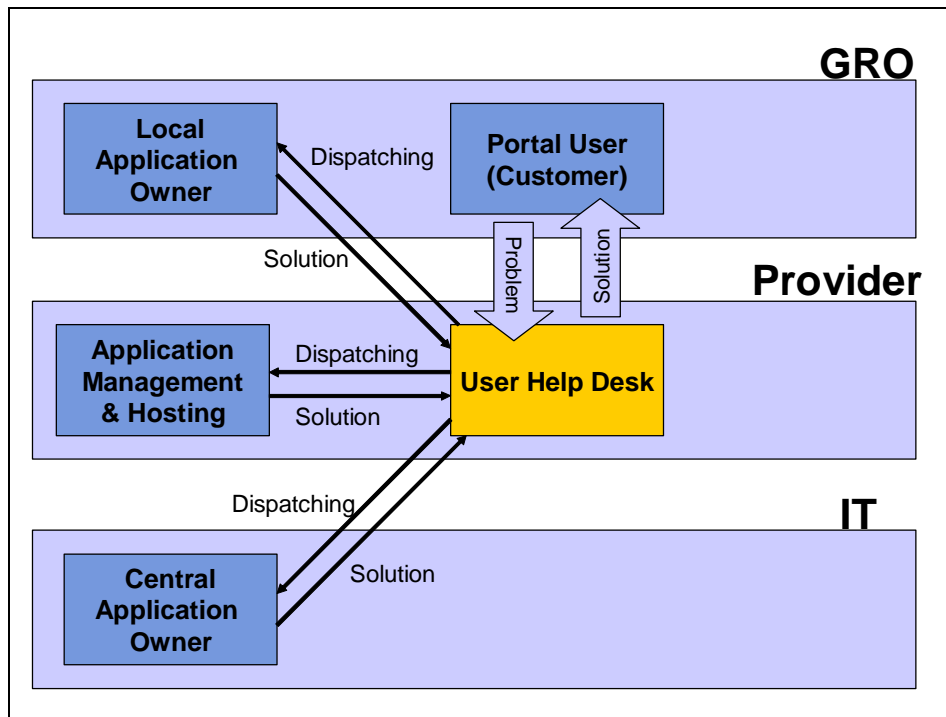 GRO
Local
Application
Owner
Dispatching
Portal User
(Customer)
Solution
Problem
Solution
Provider
Application
Management
& Hosting
Dispatching
Solution
User Help Desk
IT
Dispatching
Solution
Central
Application
Owner